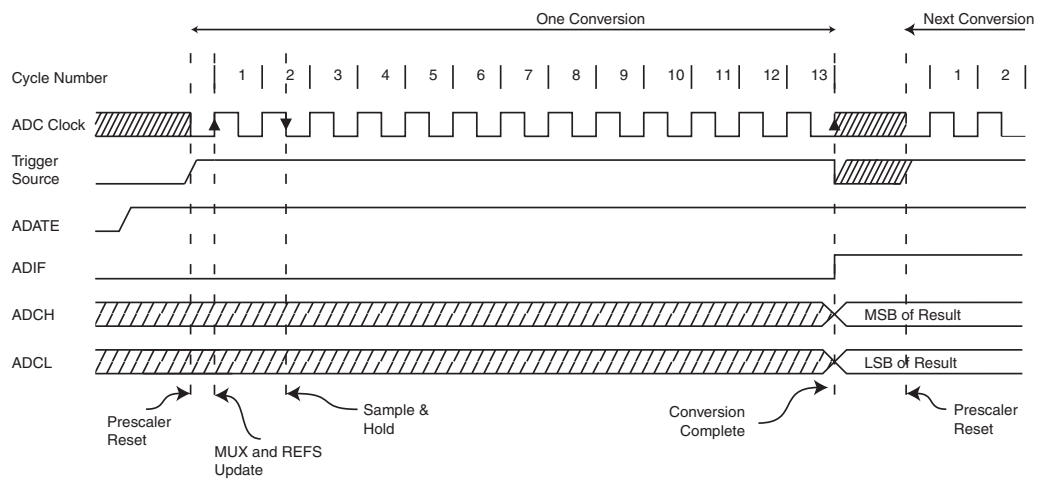 One Conversion
Next Conversion
Cycle Number
1 2 3 4 5 6 7 8 9 10 11 12 13 1 2
ADC Clock
Trigger
Source
ADATE
ADIF
ADCH
MSB of Result
ADCL
LSB of Result
Prescaler
Reset
MUX and REFS
Update
Sample &
Hold
Conversion
Complete
Prescaler
Reset